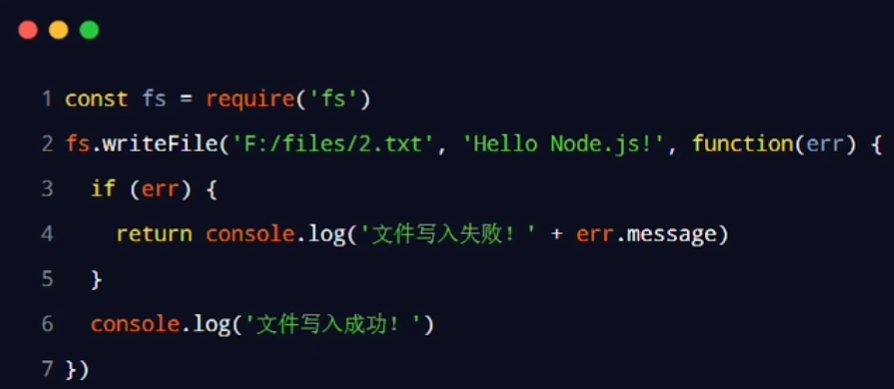 1 const fs = require('fs')
2 fs.writeFile('F:/files/2.txt', 'Hello Node.js!', function(err) {
3   if (err) {
4     return console.log('文件写入失败！' + err.message)
5   }
6   console.log('文件写入成功！')
7 })